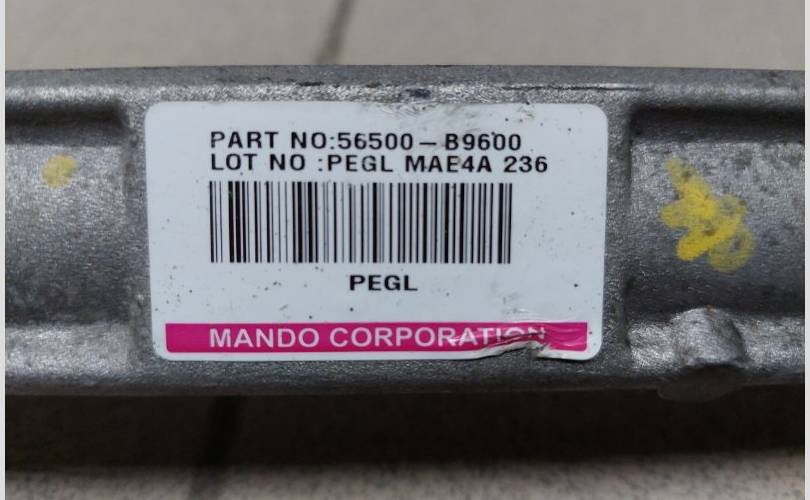 PART NO:56500-B9600
LOT NO :PEGL MAE4A 236
PEGL
MANDO CORPORATION